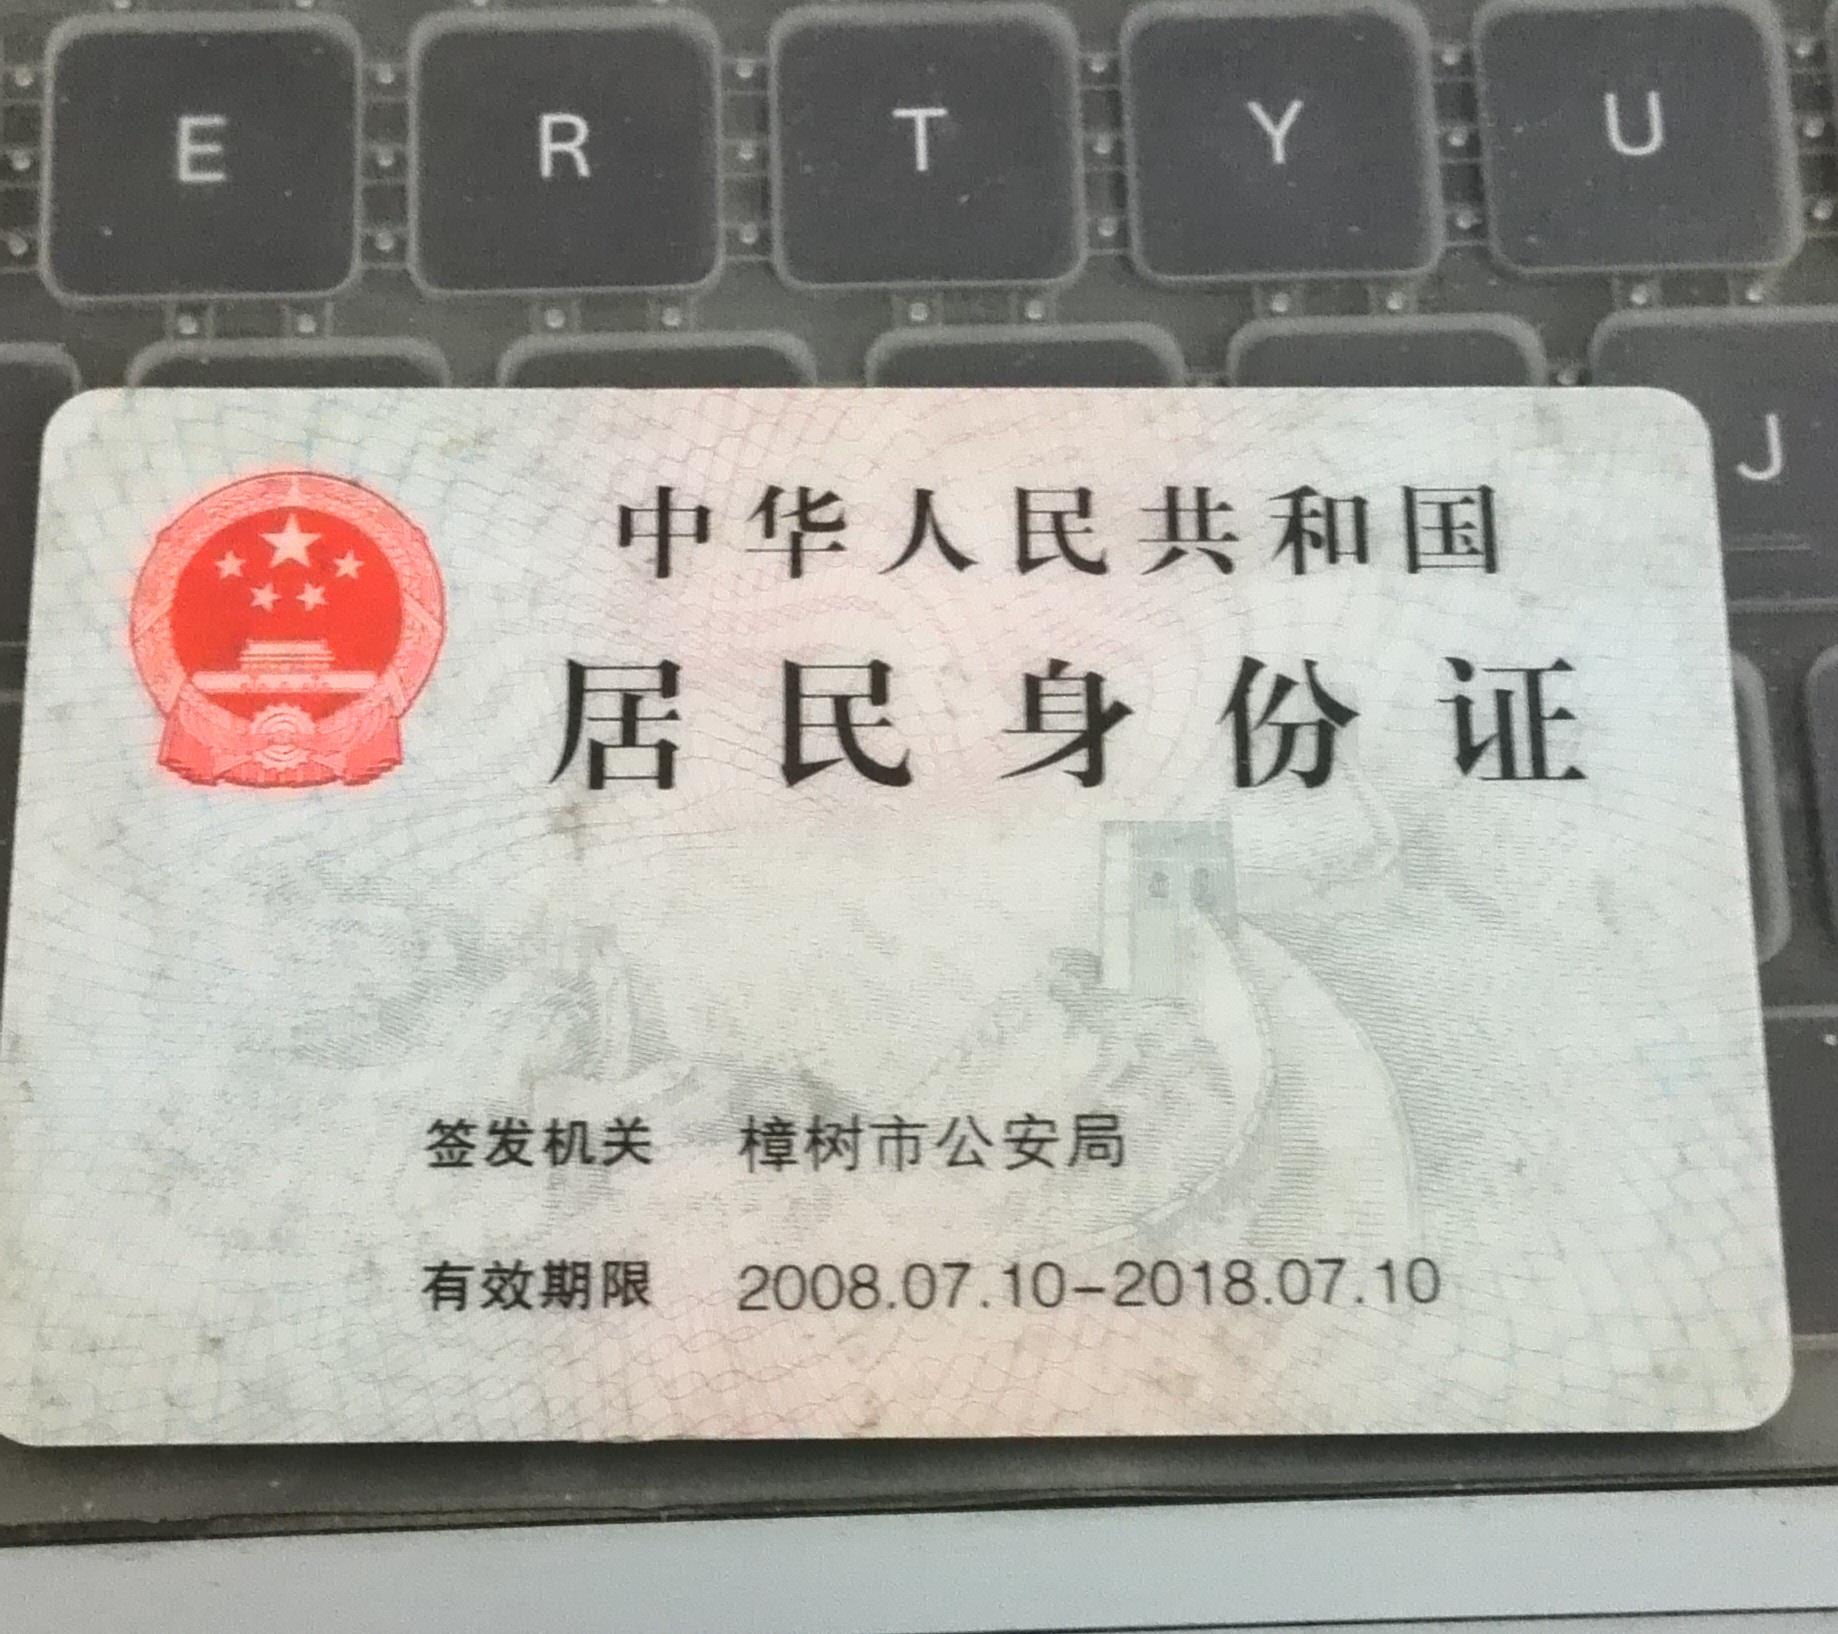 E R T Y U
J
中华人民共和国
居民身份证
签发机关 樟树市公安局
有效期限 2008.07.10-2018.07.10